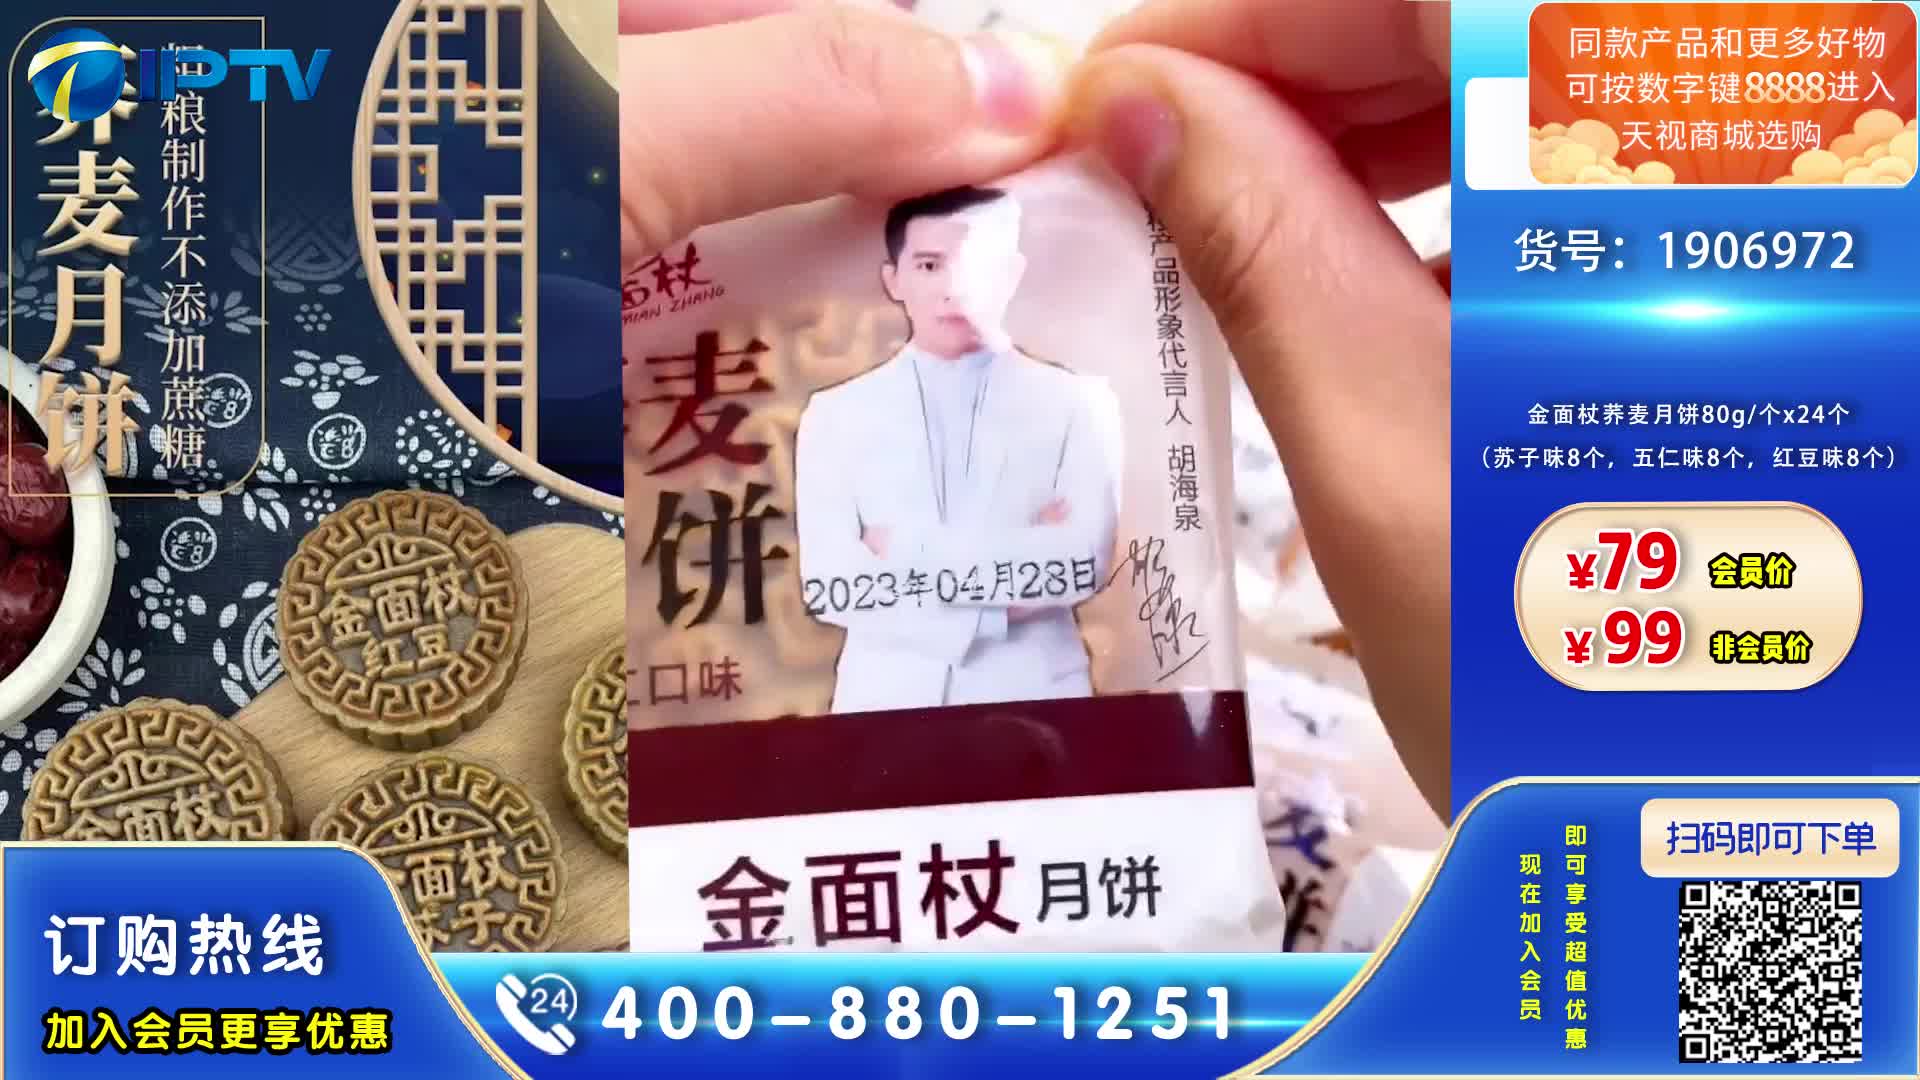 IPTV
荞麦月饼
粗粮制作不添加蔗糖
金面杖
红豆
金面杖
面杖
苏子
面杖
MIAN ZHANG
麦
饼
口味
产品形象代言人 胡海泉
2023年04月28日
金面杖月饼
同款产品和更多好物
可按数字键8888进入
天视商城选购
货号：1906972
金面杖荞麦月饼80g/个x24个
（苏子味8个，五仁味8个，红豆味8个）
¥79 会员价
¥99 非会员价
扫码即可下单
现在加入会员
即可享受超值优惠
订购热线
加入会员更享优惠
24
400-880-1251